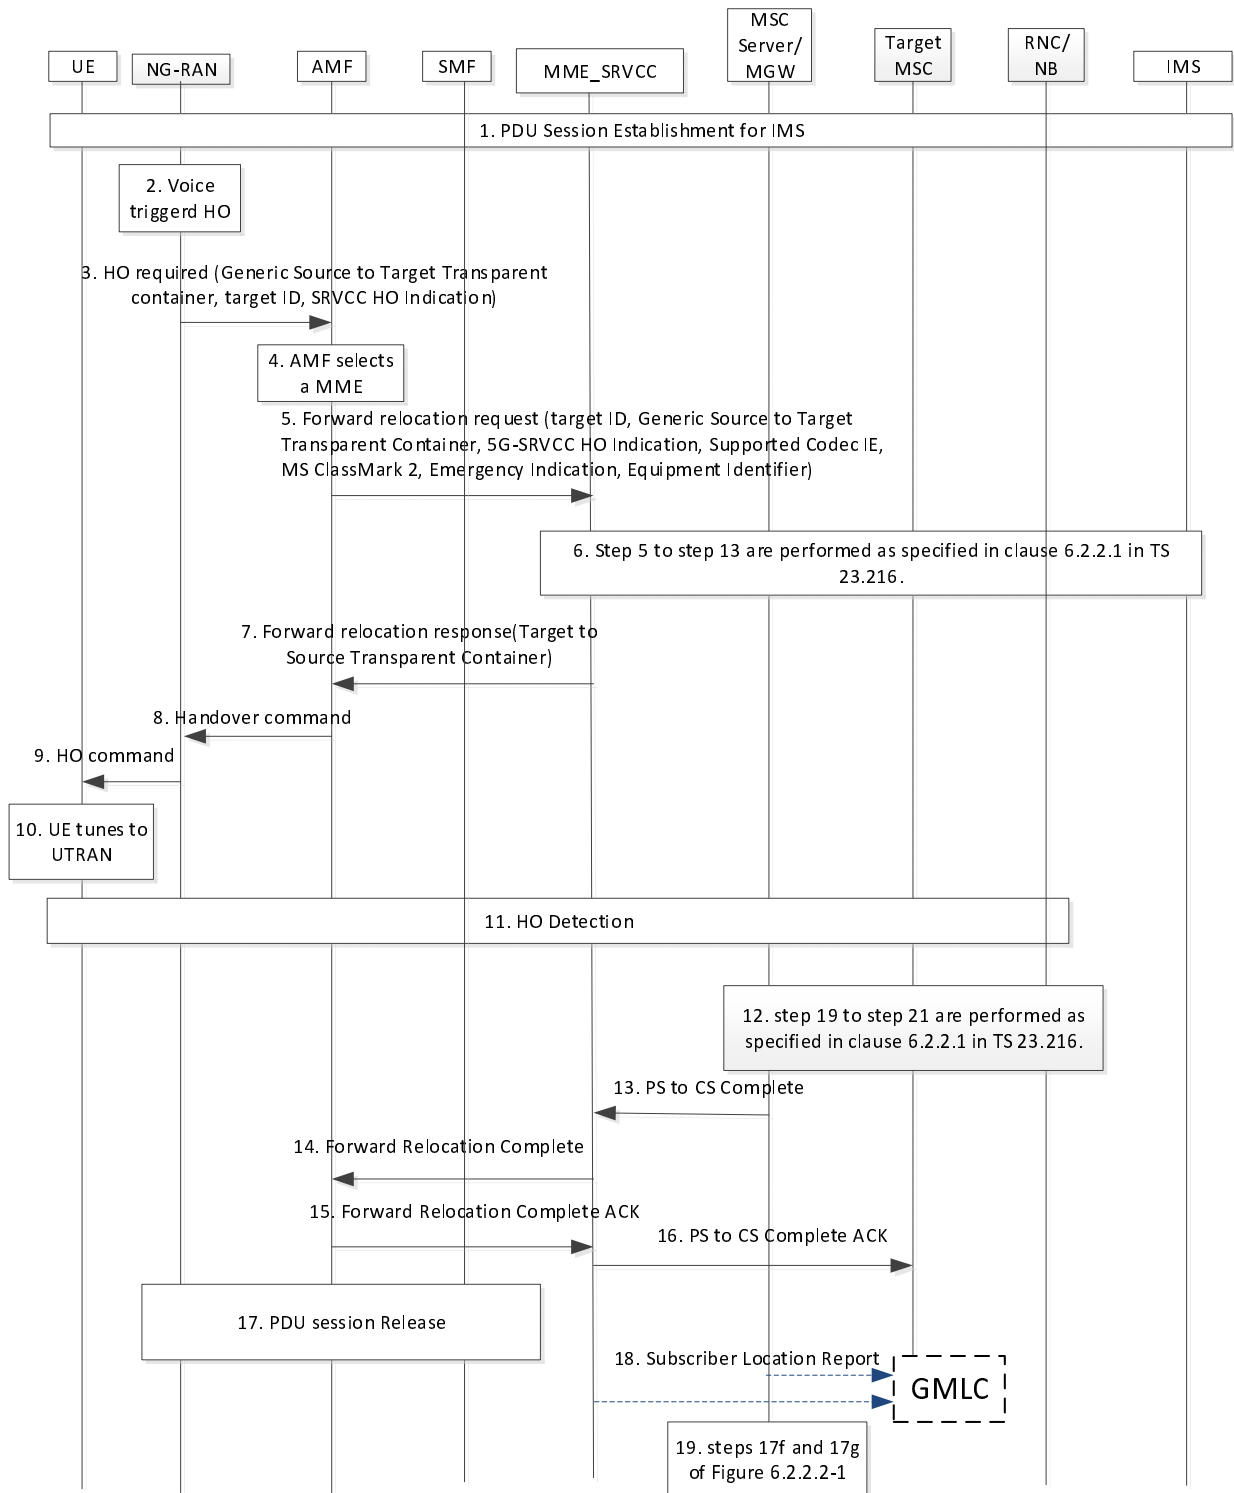 UE
NG-RAN
AMF
SMF
MME_SRVCC
MSC
Server/
MGW
Target
MSC
RNC/
NB
IMS
1. PDU Session Establishment for IMS
2. Voice
triggerd HO
3. HO required (Generic Source to Target Transparent
container, target ID, SRVCC HO Indication)
4. AMF selects
a MME
5. Forward relocation request (target ID, Generic Source to Target
Transparent Container, 5G-SRVCC HO Indication, Supported Codec IE,
MS ClassMark 2, Emergency Indication, Equipment Identifier)
6. Step 5 to step 13 are performed as specified in clause 6.2.2.1 in TS
23.216.
7. Forward relocation response(Target to
Source Transparent Container)
8. Handover command
9. HO command
10. UE tunes to
UTRAN
11. HO Detection
12. step 19 to step 21 are performed as
specified in clause 6.2.2.1 in TS 23.216.
13. PS to CS Complete
14. Forward Relocation Complete
15. Forward Relocation Complete ACK
16. PS to CS Complete ACK
17. PDU session Release
18. Subscriber Location Report
GMLC
19. steps 17f and 17g
of Figure 6.2.2.2-1